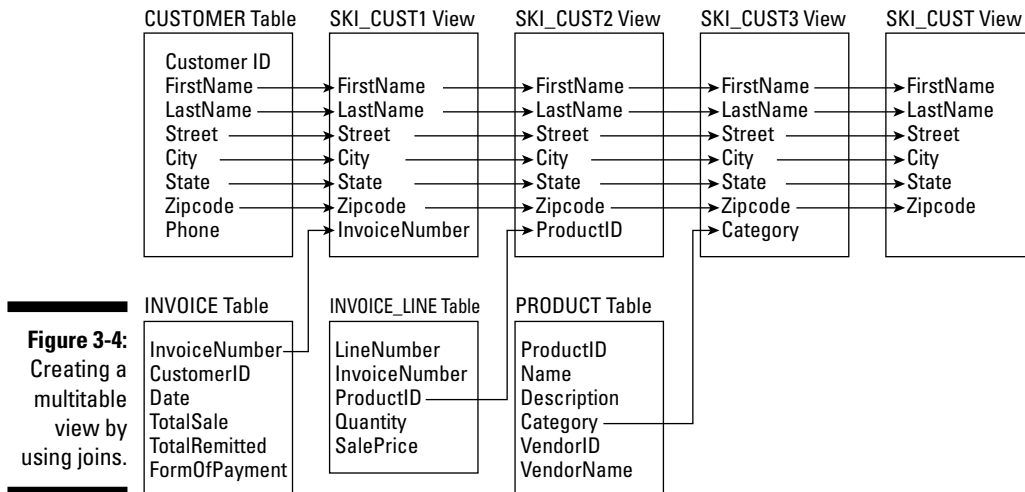 CUSTOMER Table
Customer ID
FirstName
LastName
Street
City
State
Zipcode
Phone
SKI_CUST1 View
FirstName
LastName
Street
City
State
Zipcode
InvoiceNumber
SKI_CUST2 View
FirstName
LastName
Street
City
State
Zipcode
ProductID
SKI_CUST3 View
FirstName
LastName
Street
City
State
Zipcode
Category
SKI_CUST View
FirstName
LastName
Street
City
State
Zipcode
Figure 3-4:
Creating a
multitable
view by
using joins.
INVOICE Table
InvoiceNumber
CustomerID
Date
TotalSale
TotalRemitted
FormOfPayment
INVOICE_LINE Table
LineNumber
InvoiceNumber
ProductID
Quantity
SalePrice
PRODUCT Table
ProductID
Name
Description
Category
VendorID
VendorName